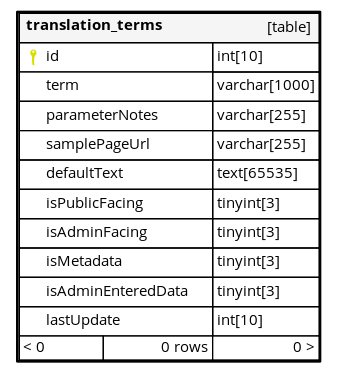 translation_terms [table]
id int[10]
term varchar[1000]
parameterNotes varchar[255]
samplePageUrl varchar[255]
defaultText text[65535]
isPublicFacing tinyint[3]
isAdminFacing tinyint[3]
isMetadata tinyint[3]
isAdminEnteredData tinyint[3]
lastUpdate int[10]
< 0 0 rows 0 >